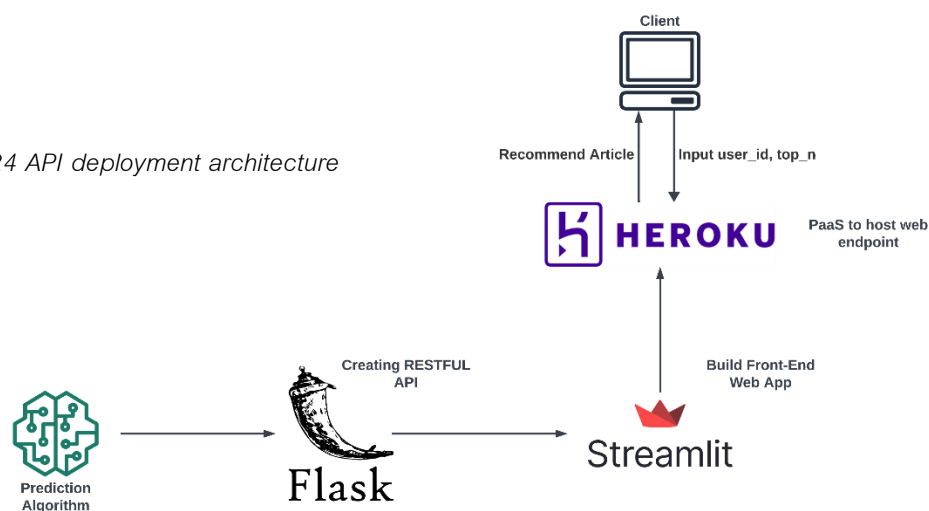 Client
24 API deployment architecture
Recommend Article
Input user_id, top_n
HEROKU
PaaS to host web
endpoint
Creating RESTFUL
API
Build Front-End
Web App
Flask
Streamlit
Prediction
Algorithm